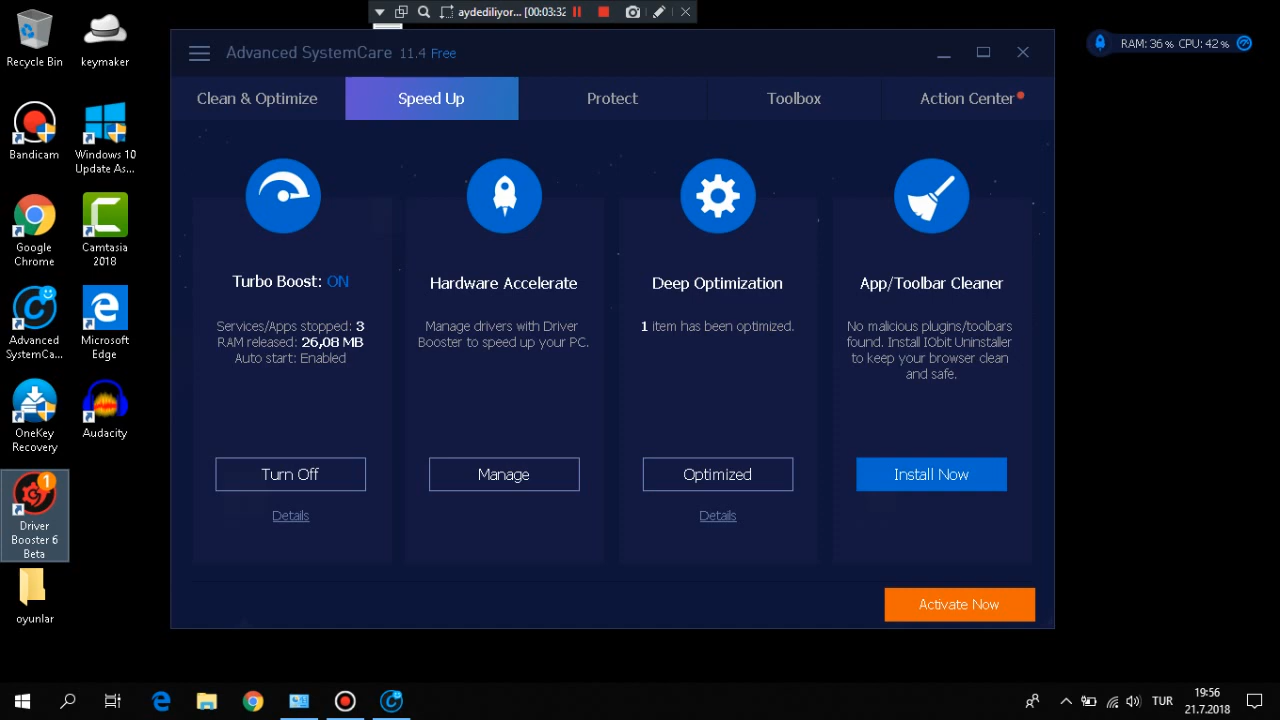 aydediliyor... [00:03:32
Advanced SystemCare 11.4 Free
RAM: 36 % CPU: 42 %
Clean & Optimize
Speed Up
Protect
Toolbox
Action Center
Turbo Boost: ON
Services/Apps stopped: 3
RAM released: 26,08 MB
Auto start: Enabled
Turn Off
Details
Hardware Accelerate
Manage drivers with Driver
Booster to speed up your PC.
Manage
Deep Optimization
1 item has been optimized.
Optimized
Details
App/Toolbar Cleaner
No malicious plugins/toolbars
found. Install IObit Uninstaller
to keep your browser clean
and safe.
Install Now
Activate Now
Recycle Bin
keymaker
Bandicam
Windows 10
Update As...
Google
Chrome
Camtasia
2018
Advanced
SystemCa...
Microsoft
Edge
OneKey
Recovery
Audacity
1
Driver
Booster 6
Beta
oyunlar
TUR
19:56
21.7.2018